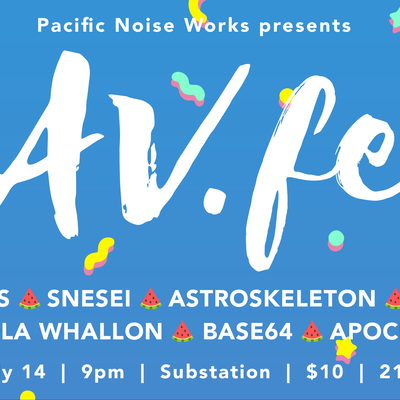 Pacific Noise Works presents
AV.fe
S 🍉 SNESEI 🍉 ASTROSKELETON 🍉
LA WHALLON 🍉 BASE64 🍉 APOC
y 14 | 9pm | Substation | $10 | 21